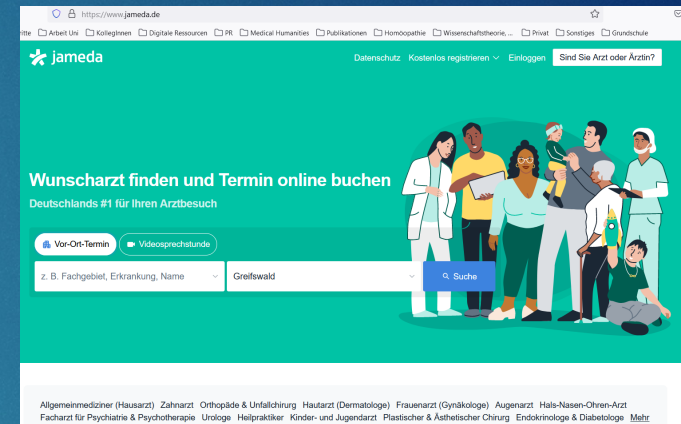 https://www.jameda.de
Arbeit Uni KollegInnen Digitale Ressourcen PR Medical Humanities Publikationen Homöopathie Wissenschaftstheorie, ... Privat Sonstiges Grundschule
jameda
Datenschutz Kostenlos registrieren Einloggen Sind Sie Arzt oder Ärztin?
Wunscharzt finden und Termin online buchen
Deutschlands #1 für Ihren Arztbesuch
Vor-Ort-Termin Videosprechstunde
z. B. Fachgebiet, Erkrankung, Name Greifswald Suche
Allgemeinmediziner (Hausarzt) Zahnarzt Orthopäde & Unfallchirurg Hautarzt (Dermatologe) Frauenarzt (Gynäkologe) Augenarzt Hals-Nasen-Ohren-Arzt
Facharzt für Psychiatrie & Psychotherapie Urologe Heilpraktiker Kinder- und Jugendarzt Plastischer & Ästhetischer Chirurg Endokrinologe & Diabetologe Mehr